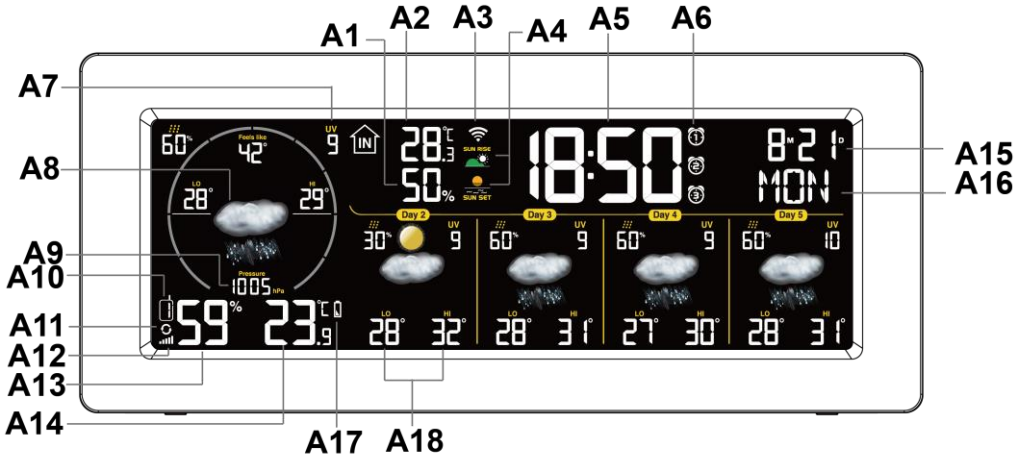 A1 A2 A3 A4 A5 A6
A7
A8
A9
A10
A11
A12
A13
A14
A15
A16
A17 A18
60% Feels like 42° UV 9
LO 28° HI 29°
Pressure 1005 hPa
1
59% 23.9°C
IN 28.3°C
50%
SUN RISE
SUN SET
18:50
1
2
3
8M 21D
MON
Day 2 Day 3 Day 4 Day 5
30% UV 9 60% UV 9 60% UV 9 60% UV 10
LO HI LO HI LO HI LO HI
28° 32° 28° 31° 27° 30° 28° 31°